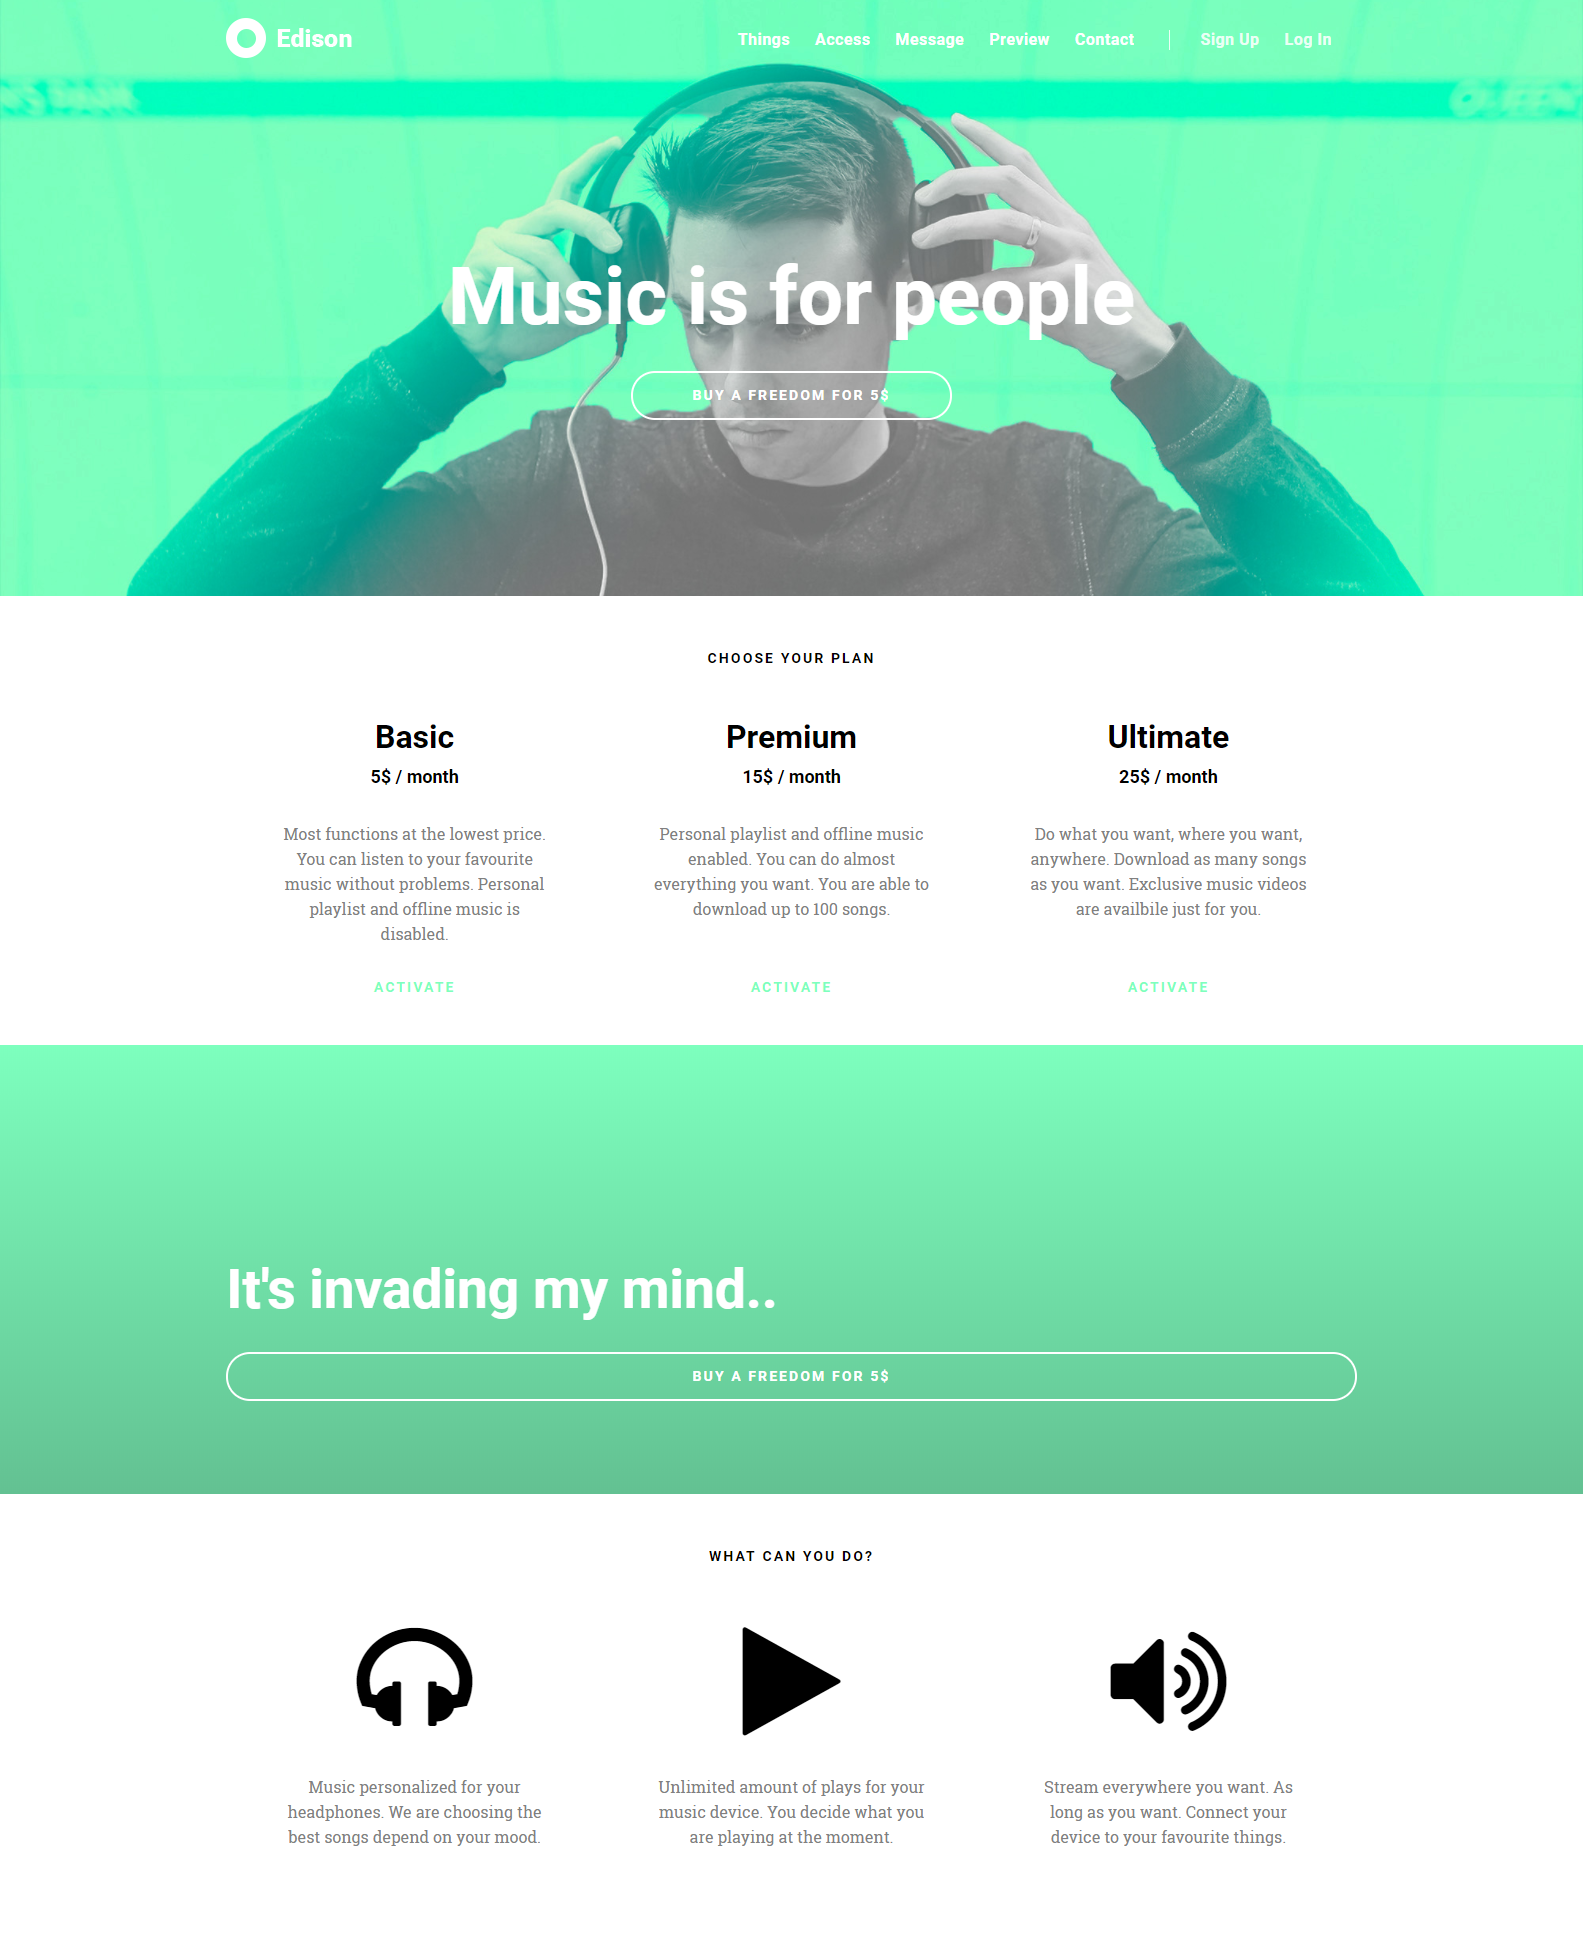 Edison
Things Access Message Preview Contact Sign Up Log In
Music is for people
BUY A FREEDOM FOR 5$
CHOOSE YOUR PLAN
Basic
5$ / month
Most functions at the lowest price.
You can listen to your favourite
music without problems. Personal
playlist and offline music is
disabled.
ACTIVATE
Premium
15$ / month
Personal playlist and offline music
enabled. You can do almost
everything you want. You are able to
download up to 100 songs.
ACTIVATE
Ultimate
25$ / month
Do what you want, where you want,
anywhere. Download as many songs
as you want. Exclusive music videos
are availbile just for you.
ACTIVATE
It's invading my mind..
BUY A FREEDOM FOR 5$
WHAT CAN YOU DO?
Music personalized for your
headphones. We are choosing the
best songs depend on your mood.
Unlimited amount of plays for your
music device. You decide what you
are playing at the moment.
Stream everywhere you want. As
long as you want. Connect your
device to your favourite things.